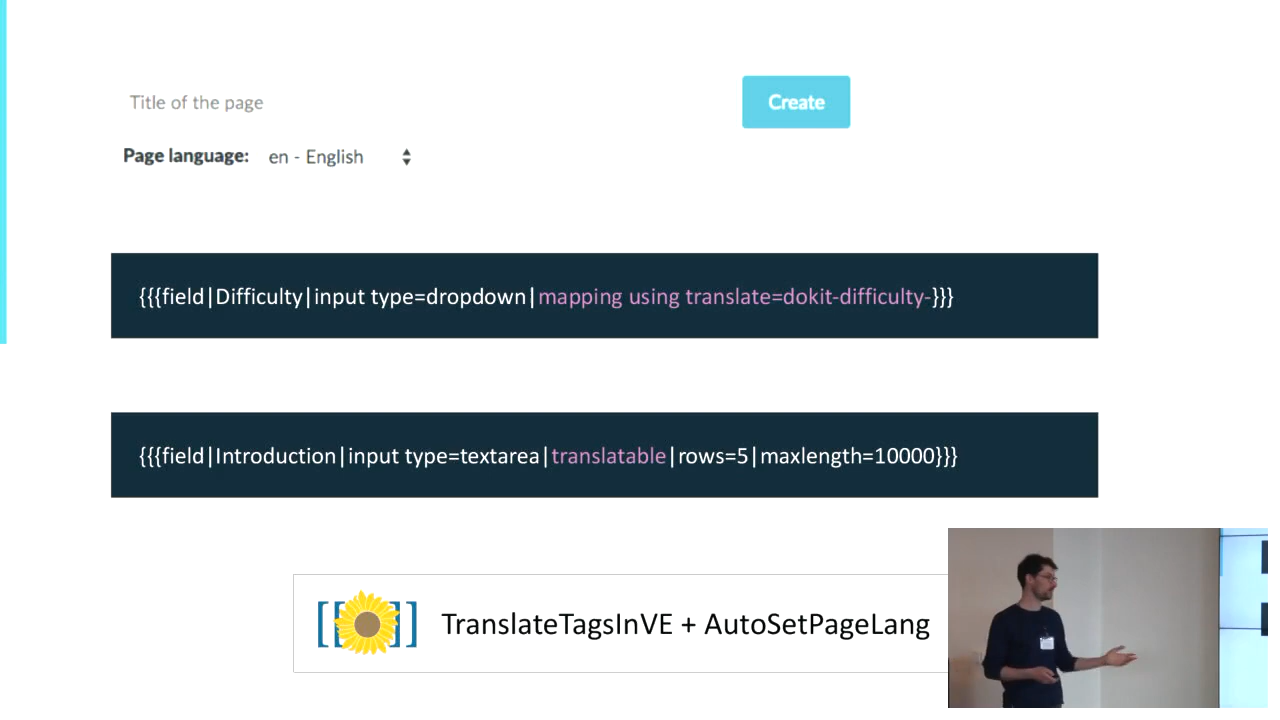 Title of the page
Create
Page language: en - English
{{{field|Difficulty|input type=dropdown|mapping using translate=dokit-difficulty-}}}
{{{field|Introduction|input type=textarea|translatable|rows=5|maxlength=10000}}}
TranslateTagsInVE + AutoSetPageLang